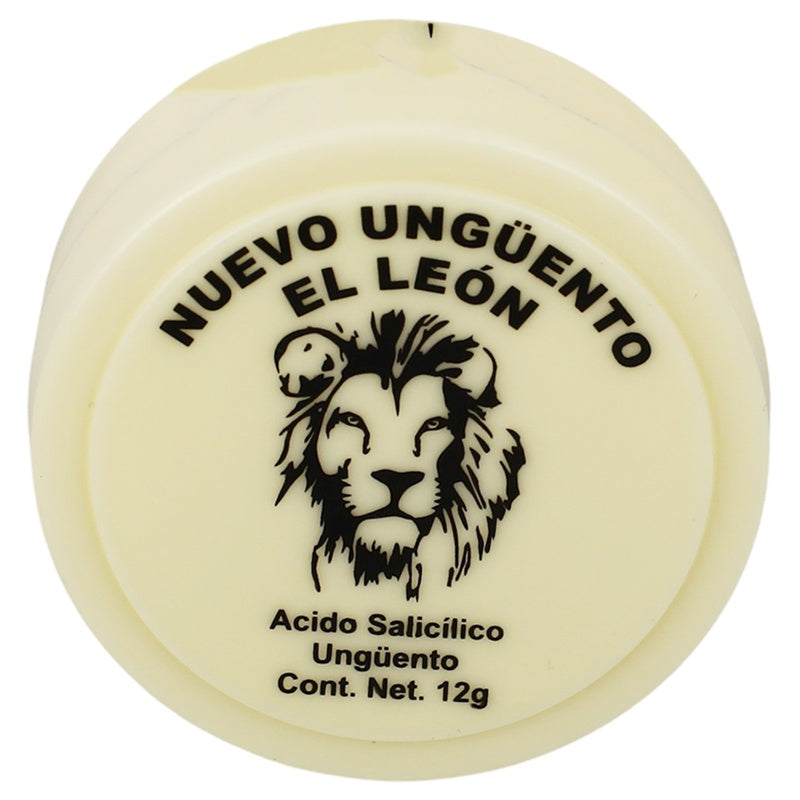 NUEVO UNGÜENTO
EL LEÓN
Acido Salicílico
Ungüento
Cont. Net. 12g